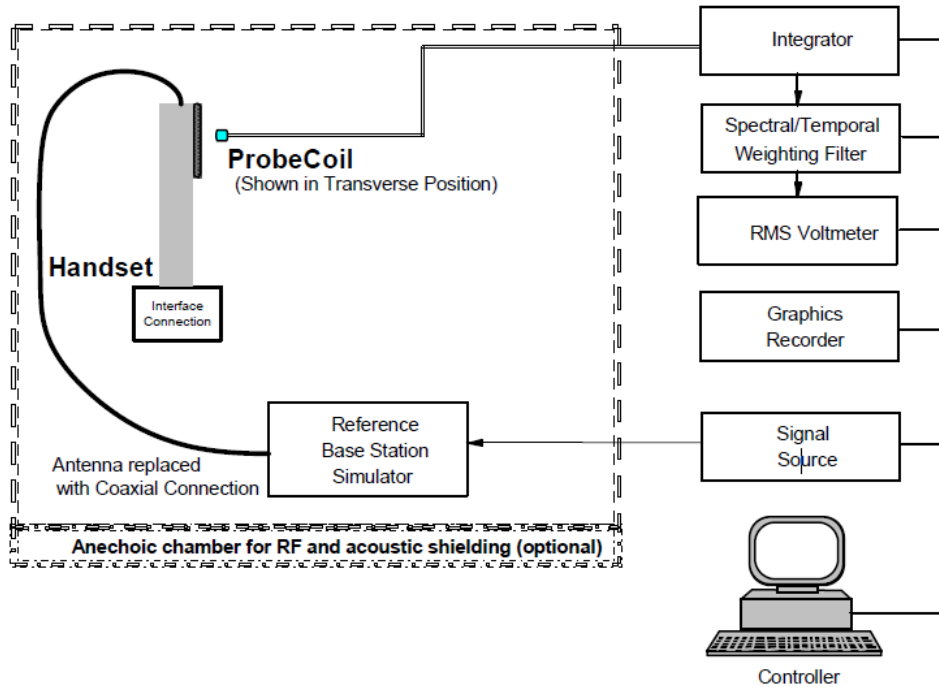 Integrator
Spectral/Temporal
Weighting Filter
ProbeCoil
(Shown in Transverse Position)
RMS Voltmeter
Handset
Interface
Connection
Graphics
Recorder
Reference
Base Station
Simulator
Signal
Source
Antenna replaced
with Coaxial Connection
Anechoic chamber for RF and acoustic shielding (optional)
Controller